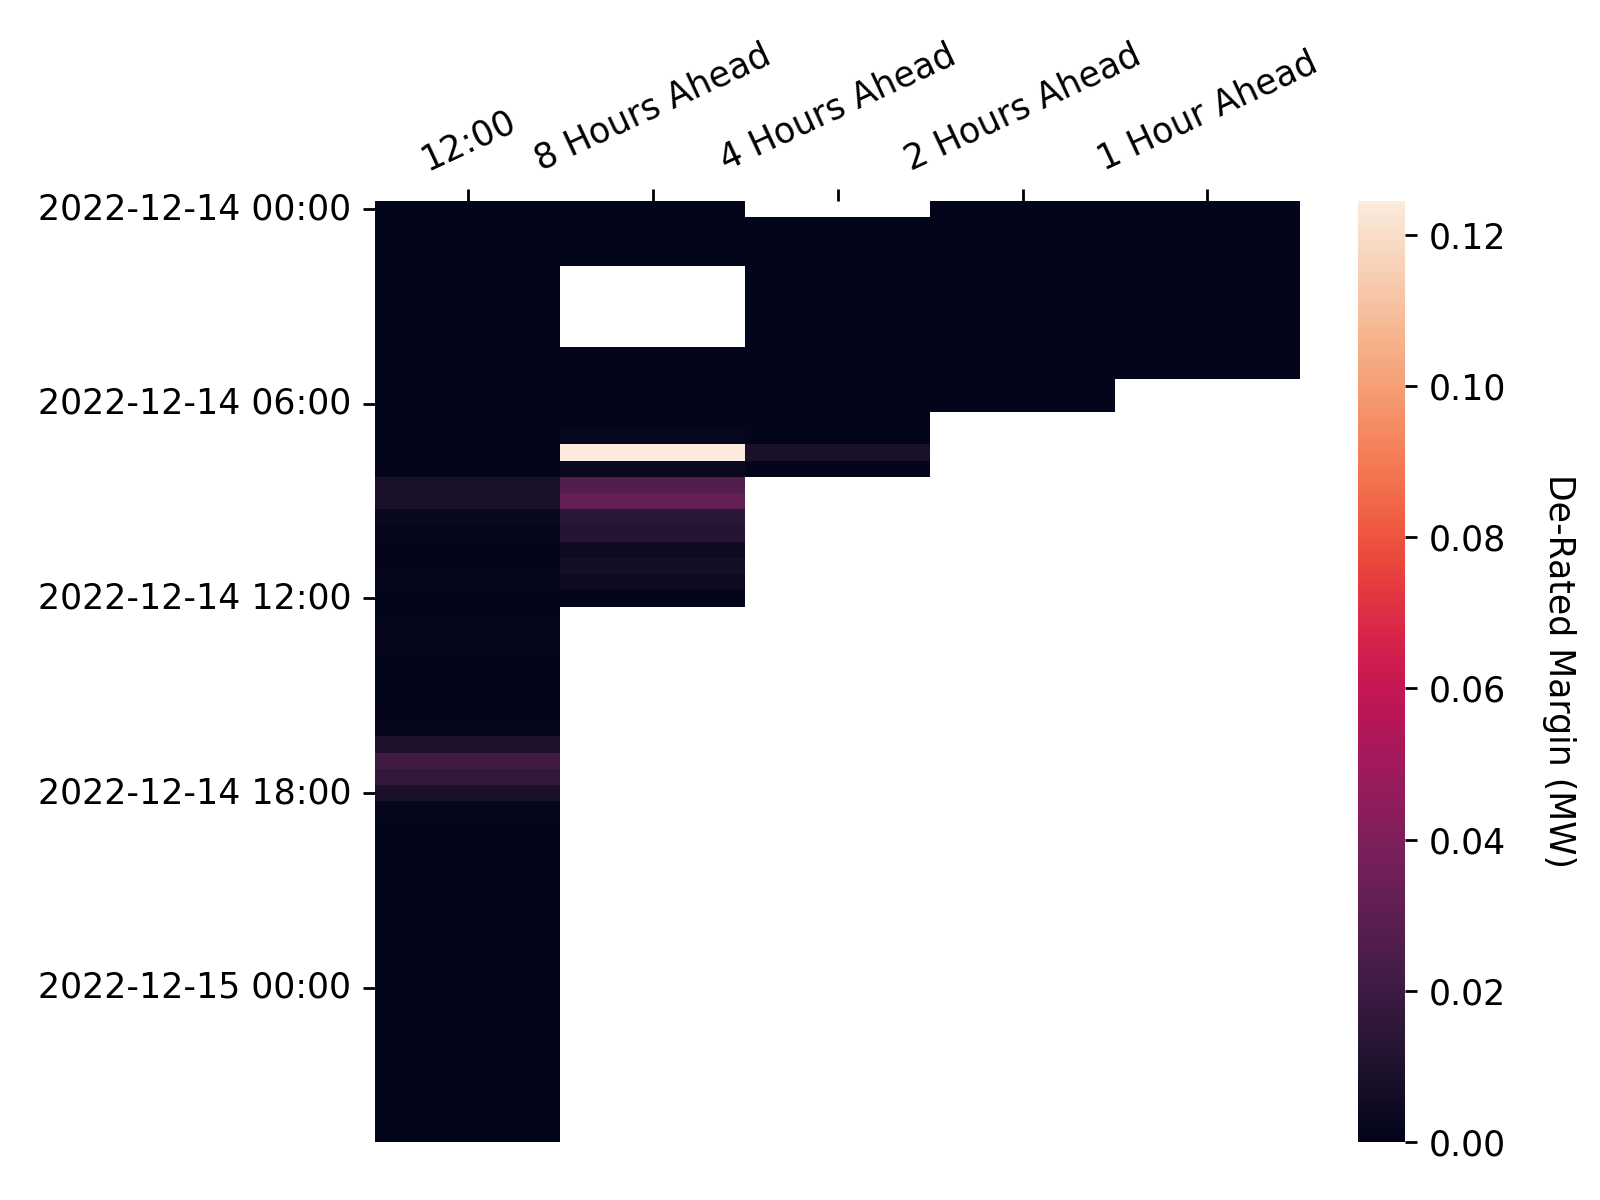 12:00
8 Hours Ahead
4 Hours Ahead
2 Hours Ahead
1 Hour Ahead
2022-12-14 00:00
2022-12-14 06:00
2022-12-14 12:00
2022-12-14 18:00
2022-12-15 00:00
0.12
0.10
0.08
0.06
0.04
0.02
0.00
De-Rated Margin (MW)